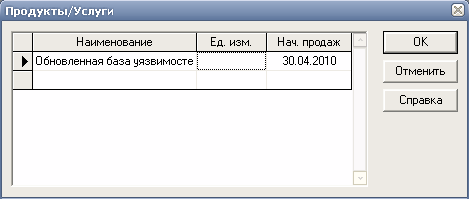 Продукты/Услуги
Наименование Ед. изм. Нач. продаж
Обновленная база уязвимосте 30.04.2010
OK
Отменить
Справка